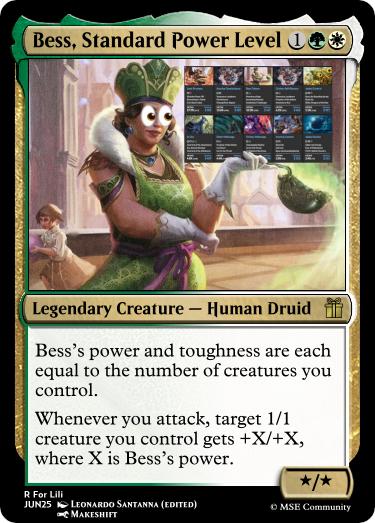 Bess, Standard Power Level 1
Legendary Creature — Human Druid
Bess's power and toughness are each
equal to the number of creatures you
control.
Whenever you attack, target 1/1
creature you control gets +X/+X,
where X is Bess's power.
*/*
R For Lili
JUN25 Leonardo Santanna (edited)
Makeshift
© MSE Community